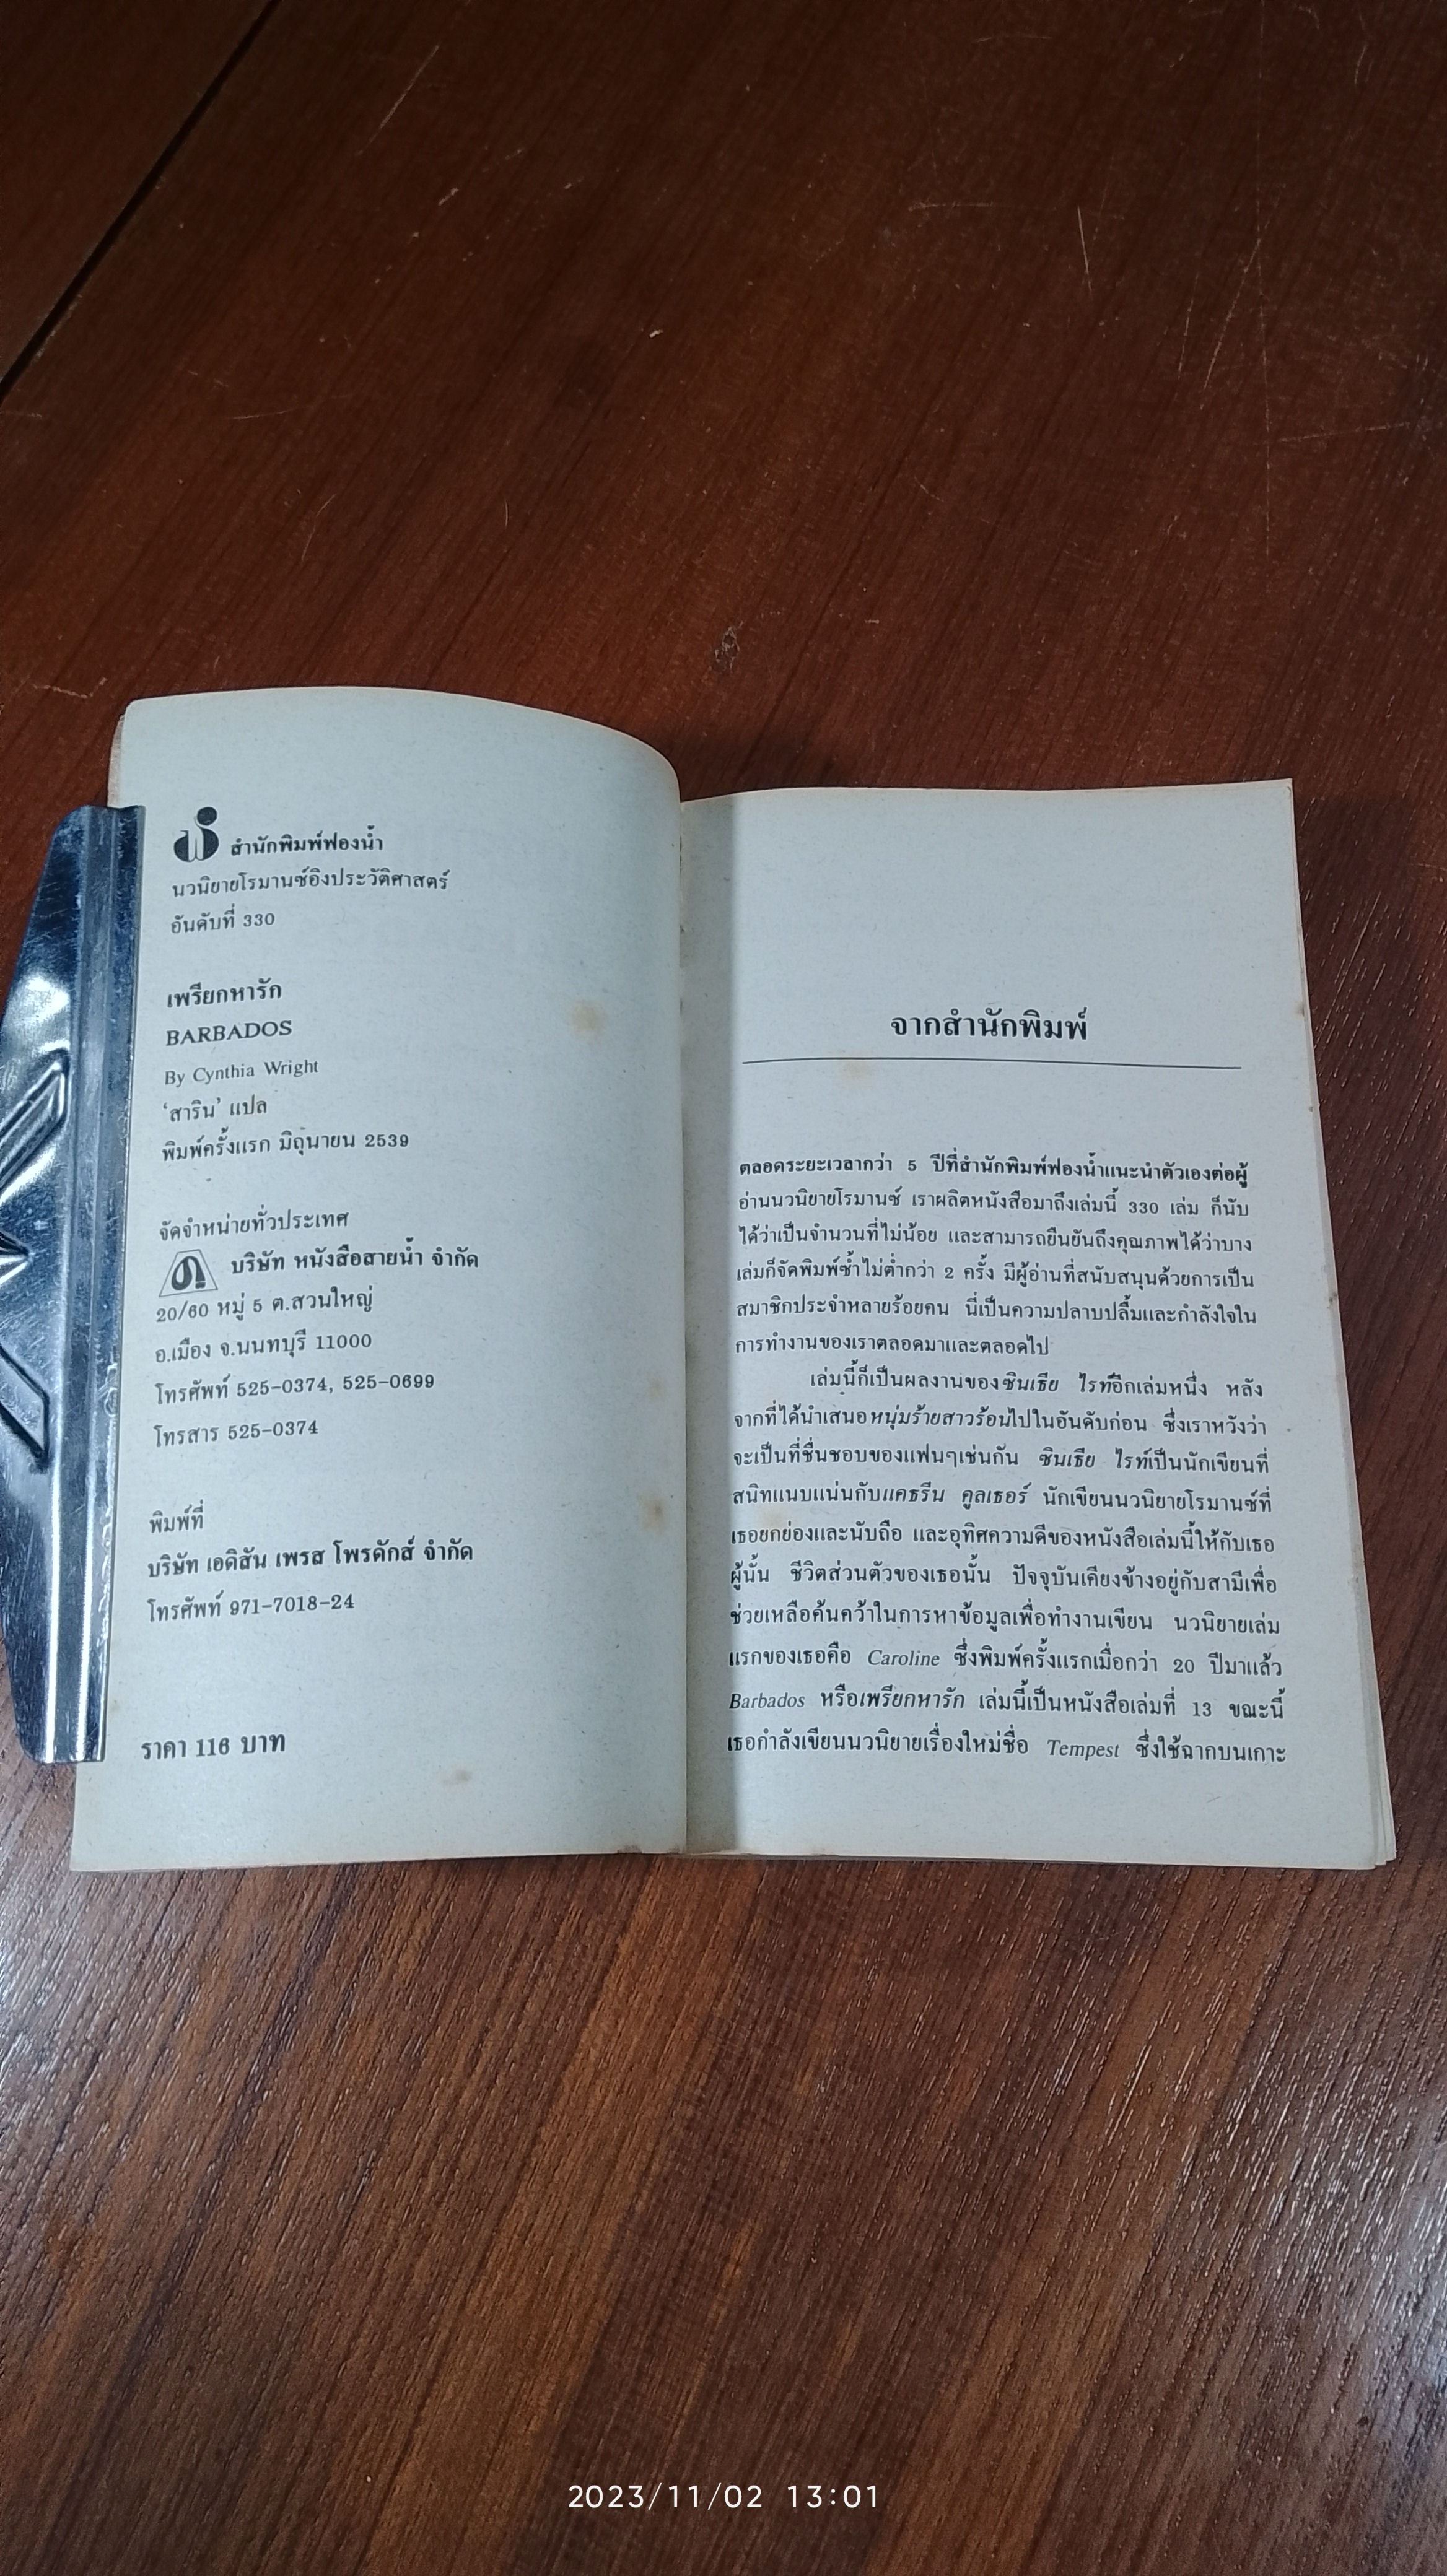 สำนักพิมพ์ฟองน้ำ
นวนิยายโรมานซ์อิงประวัติศาสตร์
อันดับที่ 330
เพรียกหารัก
BARBADOS
By Cynthia Wright
‘สาริน’ แปล
พิมพ์ครั้งแรก มิถุนายน 2539
จัดจำหน่ายทั่วประเทศ
บริษัท หนังสือสายน้ำ จำกัด
20/60 หมู่ 5 ต.สวนใหญ่
อ.เมือง จ.นนทบุรี 11000
โทรศัพท์ 525-0374, 525-0699
โทรสาร 525-0374
พิมพ์ที่
บริษัท เอดิสัน เพรส โพรดักส์ จำกัด
โทรศัพท์ 971-7018-24
ราคา 116 บาท
จากสำนักพิมพ์
ตลอดระยะเวลากว่า 5 ปีที่สำนักพิมพ์ฟองน้ำแนะนำตัวเองต่อผู้
อ่านนวนิยายโรมานซ์ เราผลิตหนังสือมาถึงเล่มนี้ 330 เล่ม ก็นับ
ได้ว่าเป็นจำนวนที่ไม่น้อย และสามารถยืนยันถึงคุณภาพได้ว่าบาง
เล่มก็จัดพิมพ์ซ้ำไม่ต่ำกว่า 2 ครั้ง มีผู้อ่านที่สนับสนุนด้วยการเป็น
สมาชิกประจำหลายร้อยคน นี่เป็นความปลาบปลื้มและกำลังใจใน
การทำงานของเราตลอดมาและตลอดไป
เล่มนี้ก็เป็นผลงานของซินเธีย ไรท์อีกเล่มหนึ่ง หลัง
จากที่ได้นำเสนอหนุ่มร้ายสาวร้อนไปในอันดับก่อน ซึ่งเราหวังว่า
จะเป็นที่ชื่นชอบของแฟนๆเช่นกัน ซินเธีย ไรท์เป็นนักเขียนที่
สนิทแนบแน่นกับแคธรีน คูลเธอร์ นักเขียนนวนิยายโรมานซ์ที่
เธอยกย่องและนับถือ และอุทิศความดีของหนังสือเล่มนี้ให้กับเธอ
ผู้นั้น ชีวิตส่วนตัวของเธอนั้น ปัจจุบันเคียงข้างอยู่กับสามีเพื่อ
ช่วยเหลือค้นคว้าในการหาข้อมูลเพื่อทำงานเขียน นวนิยายเล่ม
แรกของเธอคือ Caroline ซึ่งพิมพ์ครั้งแรกเมื่อกว่า 20 ปีมาแล้ว
Barbados หรือเพรียกหารัก เล่มนี้เป็นหนังสือเล่มที่ 13 ขณะนี้
เธอกำลังเขียนนวนิยายเรื่องใหม่ชื่อ Tempest ซึ่งใช้ฉากบนเกาะ
2023/11/02 13:01